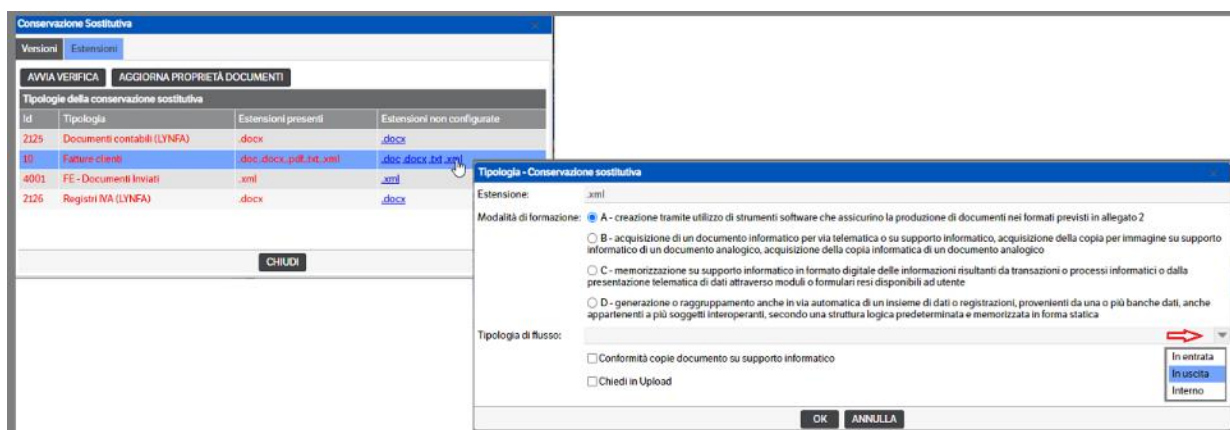 Conservazione Sostitutiva
Versioni Estensioni
AVVIA VERIFICA AGGIORNA PROPRIETÀ DOCUMENTI
Tipologie della conservazione sostitutiva
Id Tipologia Estensioni presenti Estensioni non configurate
2125 Documenti contabili (LYNFA) .docx .docx
10 Fatture clienti .doc,.docx,.pdf,.txt,.xml .doc .docx .txt .xml
4001 FE - Documenti Inviati .xml .xml
2126 Registri IVA (LYNFA) .docx .docx
CHIUDI
Tipologia - Conservazione sostitutiva
Estensione: .xml
Modalità di formazione: A - creazione tramite utilizzo di strumenti software che assicurino la produzione di documenti nei formati previsti in allegato 2
B - acquisizione di un documento informatico per via telematica o su supporto informatico, acquisizione della copia per immagine su supporto
informatico di un documento analogico, acquisizione della copia informatica di un documento analogico
C - memorizzazione su supporto informatico in formato digitale delle informazioni risultanti da transazioni o processi informatici o dalla
presentazione telematica di dati attraverso moduli o formulari resi disponibili ad utente
D - generazione o raggruppamento anche in via automatica di un insieme di dati o registrazioni, provenienti da una o più banche dati, anche
appartenenti a più soggetti interoperanti, secondo una struttura logica predeterminata e memorizzata in forma statica
Tipologia di flusso:
Conformità copie documento su supporto informatico
Chiedi in Upload
In entrata
In uscita
Interno
OK ANNULLA